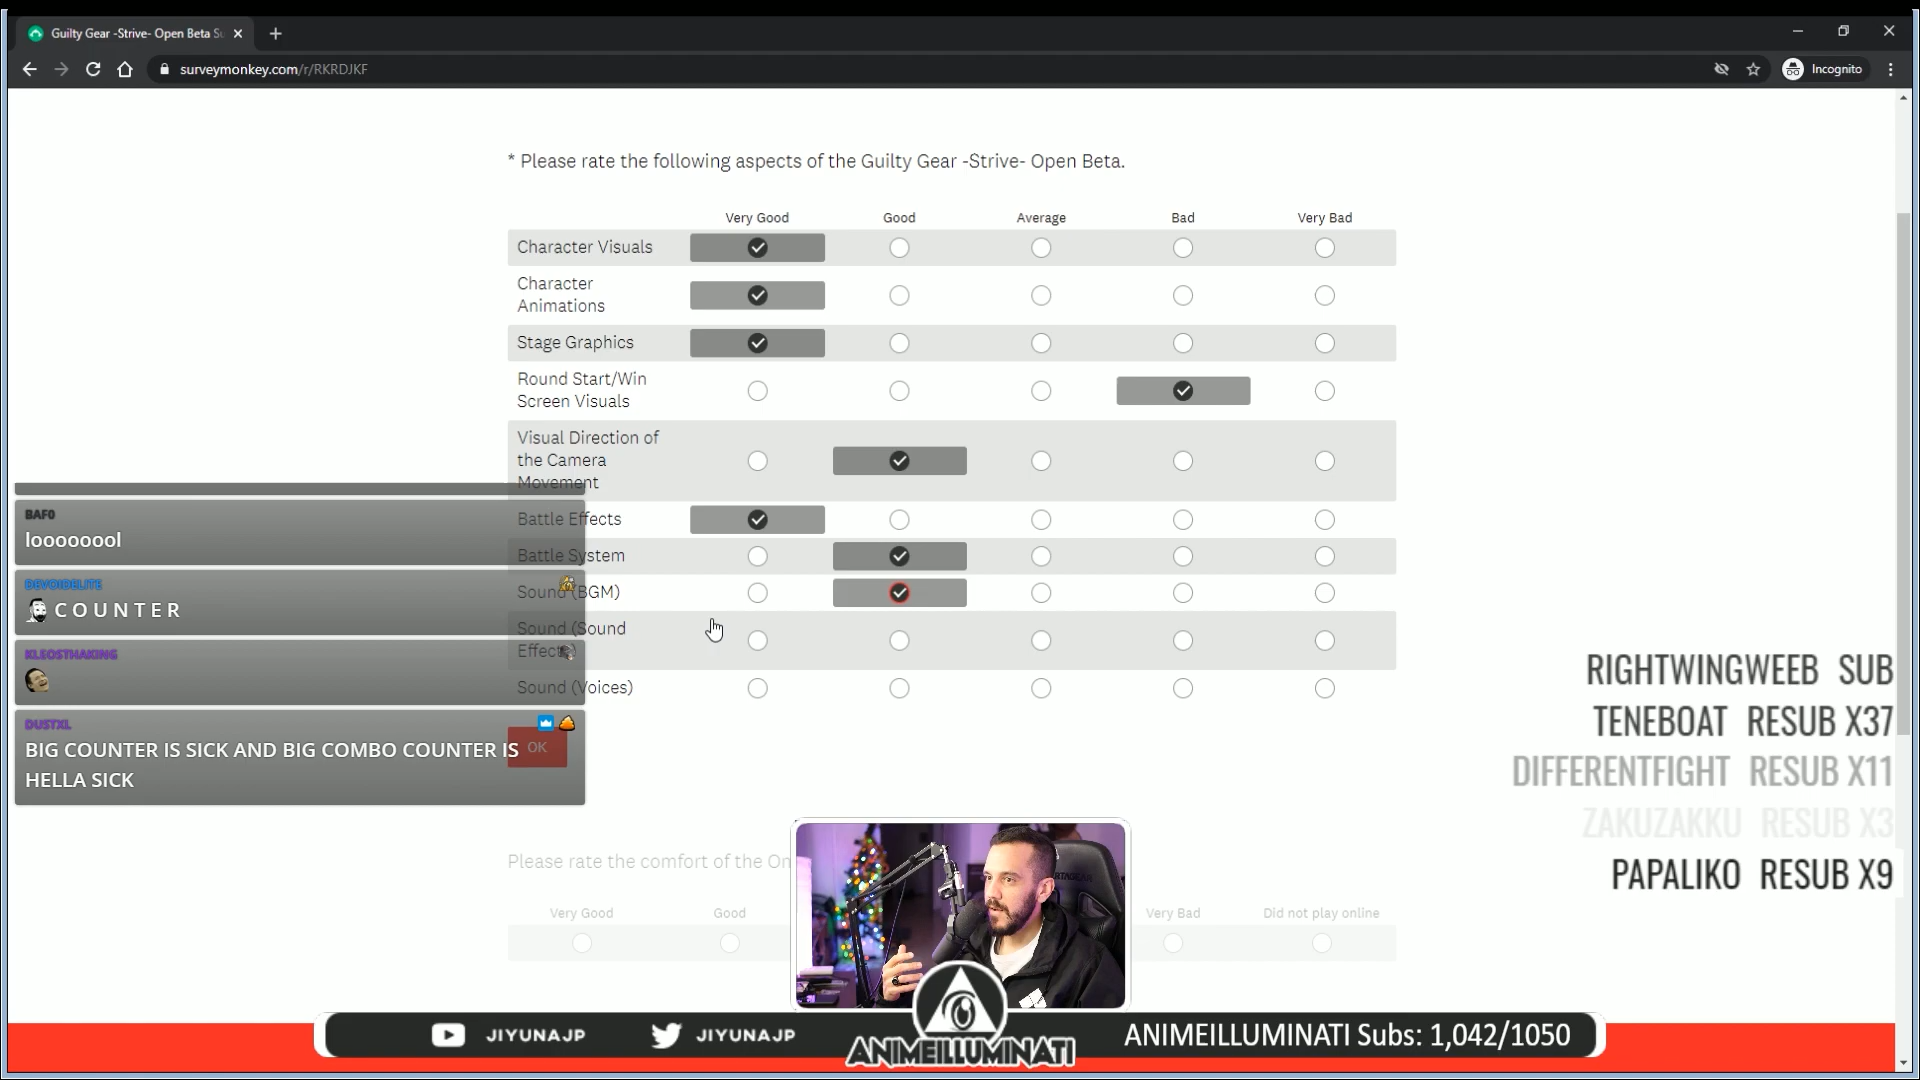 Guilty Gear -Strive- Open Beta Su
surveymonkey.com/r/RKRDJKF
Incognito
* Please rate the following aspects of the Guilty Gear -Strive- Open Beta.
Very Good Good Average Bad Very Bad
Character Visuals
Character
Animations
Stage Graphics
Round Start/Win
Screen Visuals
Visual Direction of
the Camera
Movement
Battle Effects
Battle System
Sound (BGM)
Sound (Sound
Effects)
Sound (Voices)
OK
BAF0
loooooool
DEVOIDELITE
C O U N T E R
KLEOSTHAKING
DUSTXL
BIG COUNTER IS SICK AND BIG COMBO COUNTER IS
HELLA SICK
RIGHTWINGWEEB SUB
TENEBOAT RESUB X37
DIFFERENTFIGHT RESUB X11
ZAKUZAKKU RESUB X3
PAPALIKO RESUB X9
Please rate the comfort of the On
Very Good Good Very Bad Did not play online
JIYUNAJP JIYUNAJP ANIMEILLUMINATI ANIMEILLUMINATI Subs: 1,042/1050